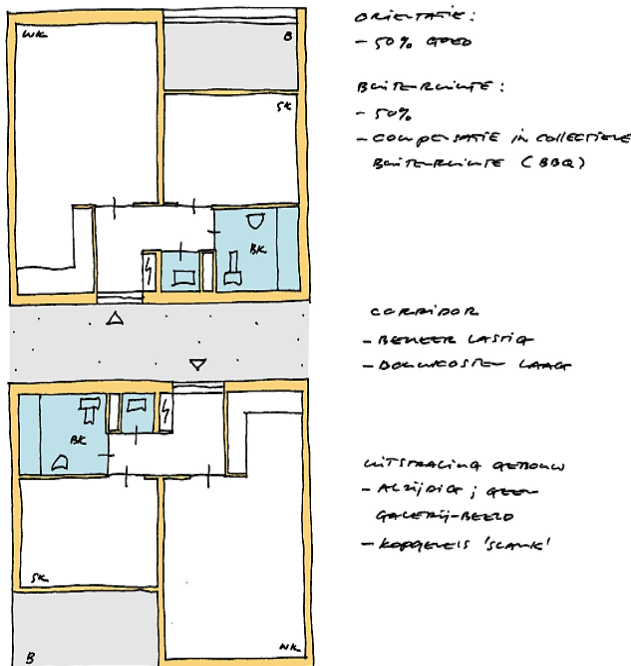 WK
B
SK
BK
BK
SK
WK
B
ORIËNTATIE:
- 50% GOED
BUITENRUIMTE:
- 50%
- COMPENSATIE IN COLLECTIEVE
BUITENRUIMTE (BBQ)
CORRIDOR
- BEHEER LASTIG
- BOUWKOSTEN LAAG
UITSTRALING GEBOUW
- ALZIJDIG; GEEN
GALERIJ-BEELD
- KOPGEVELS 'SLANK'